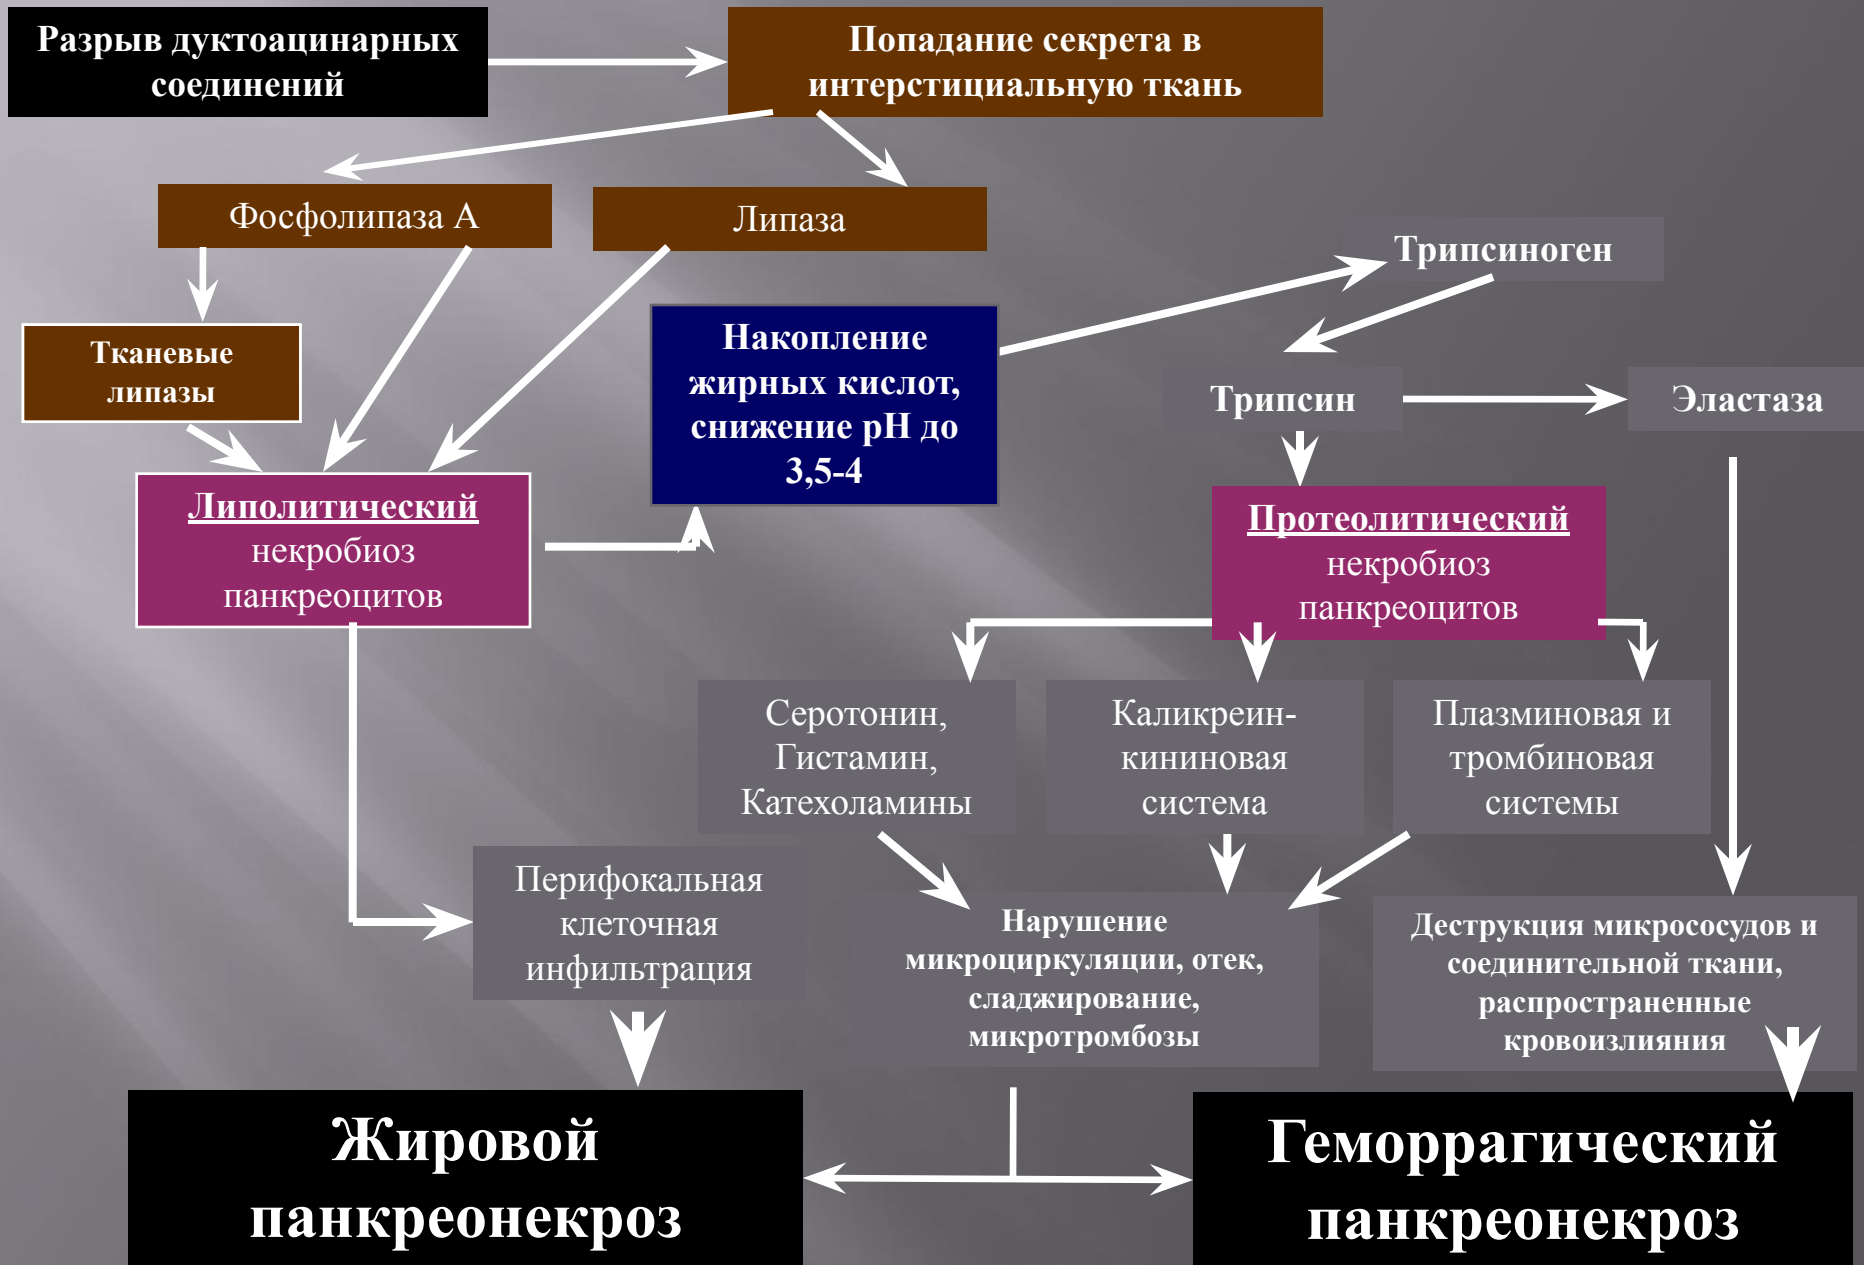 Разрыв дуктоацинарных
соединений
Попадание секрета в
интерстициальную ткань
Фосфолипаза А
Липаза
Трипсиноген
Тканевые
липазы
Накопление
жирных кислот,
снижение pH до
3,5-4
Трипсин
Эластаза
Липолитический
некробиоз
панкреоцитов
Протеолитический
некробиоз
панкреоцитов
Серотонин,
Гистамин,
Катехоламины
Каликреин-
кининовая
система
Плазминовая и
тромбиновая
системы
Перифокальная
клеточная
инфильтрация
Нарушение
микроциркуляции, отек,
сладжирование,
микротромбозы
Деструкция микрососудов и
соединительной ткани,
распространенные
кровоизлияния
Жировой
панкреонекроз
Геморрагический
панкреонекроз